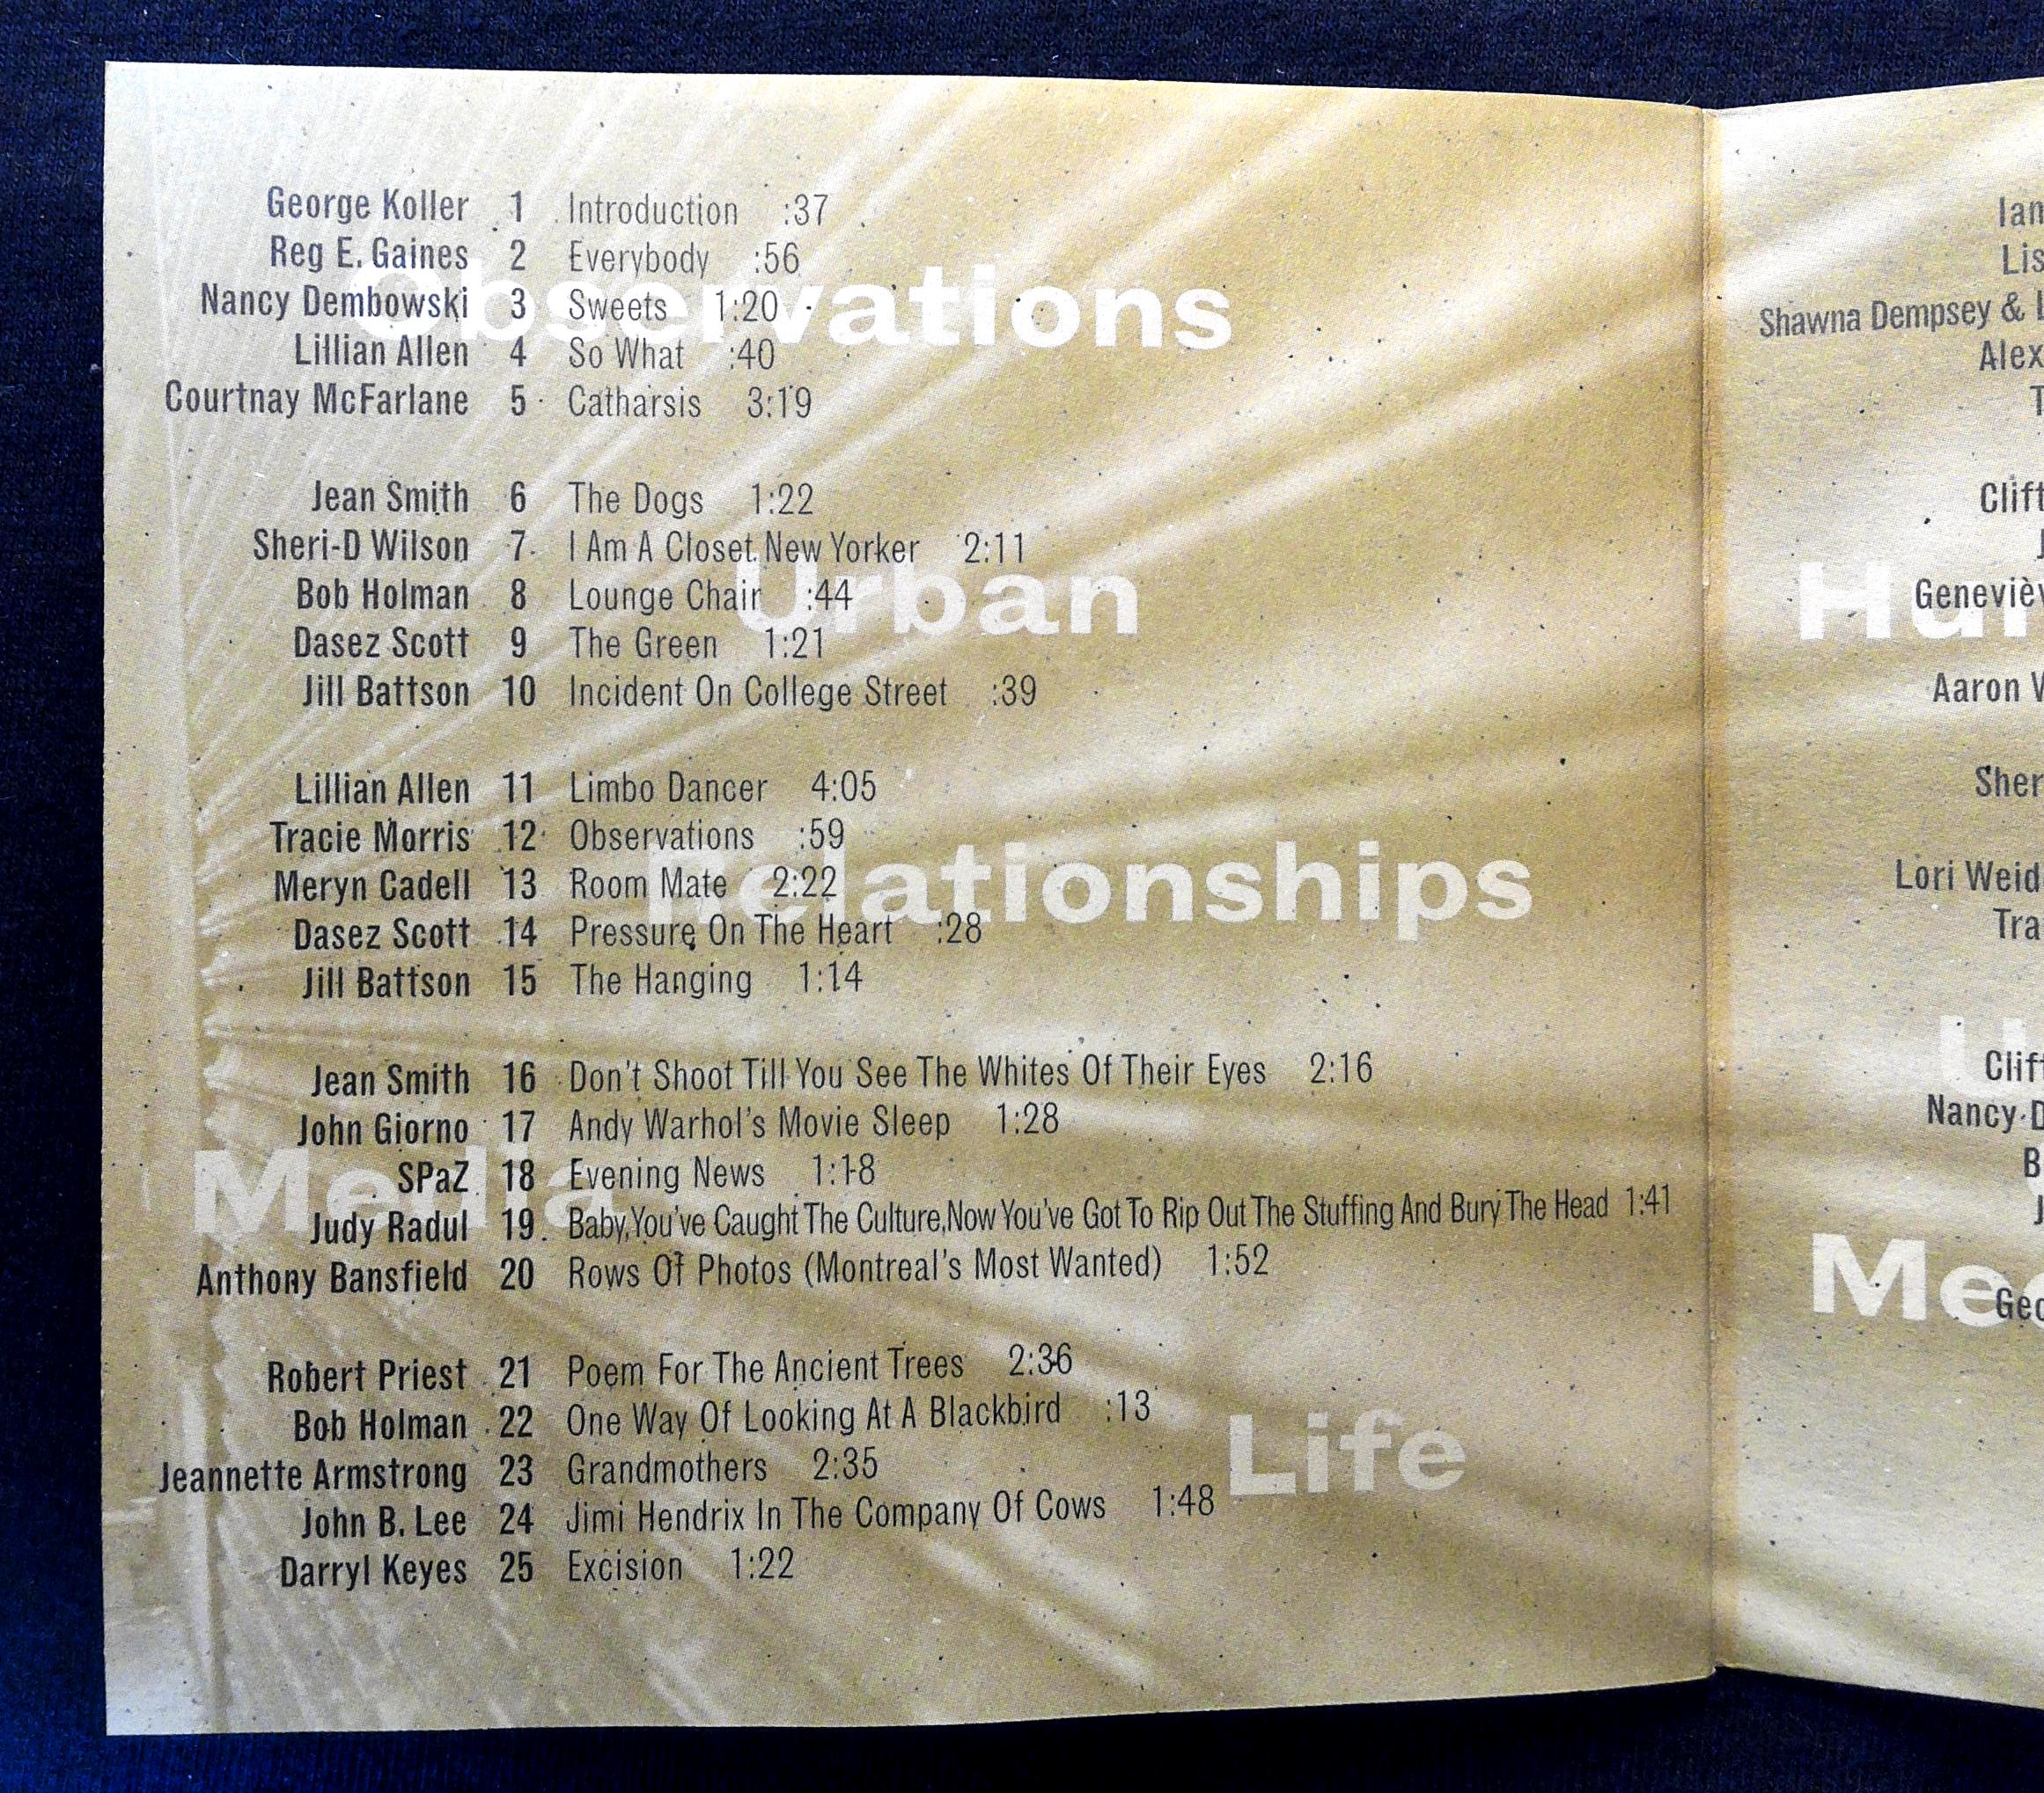 Observations
George Koller 1 Introduction :37
Reg E. Gaines 2 Everybody :56
Nancy Dembowski 3 Sweets 1:20
Lillian Allen 4 So What :40
Courtnay McFarlane 5 Catharsis 3:19
Urban
Jean Smith 6 The Dogs 1:22
Sheri-D Wilson 7 I Am A Closet New Yorker 2:11
Bob Holman 8 Lounge Chair :44
Dasez Scott 9 The Green 1:21
Jill Battson 10 Incident On College Street :39
relationships
Lillian Allen 11 Limbo Dancer 4:05
Tracie Morris 12 Observations :59
Meryn Cadell 13 Room Mate 2:22
Dasez Scott 14 Pressure On The Heart :28
Jill Battson 15 The Hanging 1:14
Media
Jean Smith 16 Don't Shoot Till You See The Whites Of Their Eyes 2:16
John Giorno 17 Andy Warhol's Movie Sleep 1:28
SPaZ 18 Evening News 1:18
Judy Radul 19 Baby,You've Caught The Culture,Now You've Got To Rip Out The Stuffing And Bury The Head 1:41
Anthony Bansfield 20 Rows Of Photos (Montreal's Most Wanted) 1:52
Life
Robert Priest 21 Poem For The Ancient Trees 2:36
Bob Holman 22 One Way Of Looking At A Blackbird :13
Jeannette Armstrong 23 Grandmothers 2:35
John B. Lee 24 Jimi Hendrix In The Company Of Cows 1:48
Darryl Keyes 25 Excision 1:22
Ian
Lis
Shawna Dempsey &
Alex
T
Clift
Genevièv
Aaron
Sher
Lori Weid
Tra
Clift
Nancy
B
Geo